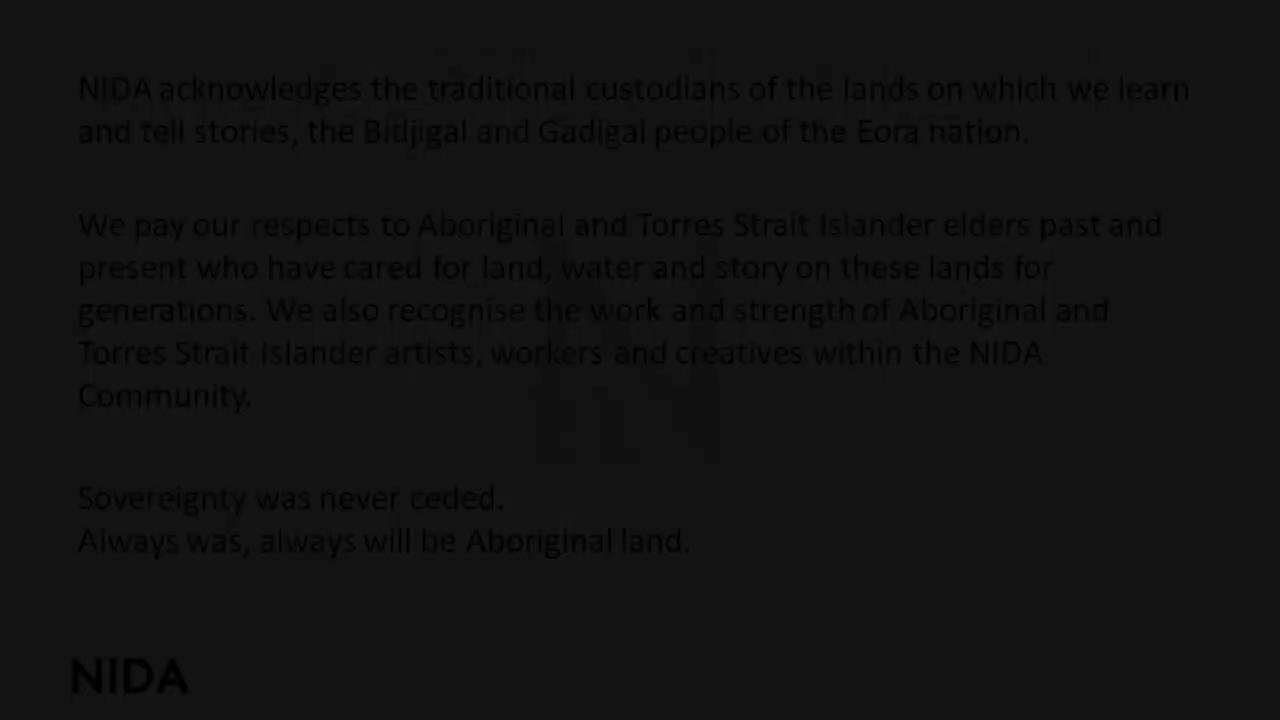 NIDA acknowledges the traditional custodians of the lands on which we learn
and tell stories, the Bidjigal and Gadigal people of the Eora nation.
We pay our respects to Aboriginal and Torres Strait Islander elders past and
present who have cared for land, water and story on these lands for
generations. We also recognise the work and strength of Aboriginal and
Torres Strait Islander artists, workers and creatives within the NIDA
Community.
Sovereignty was never ceded.
Always was, always will be Aboriginal land.
NIDA